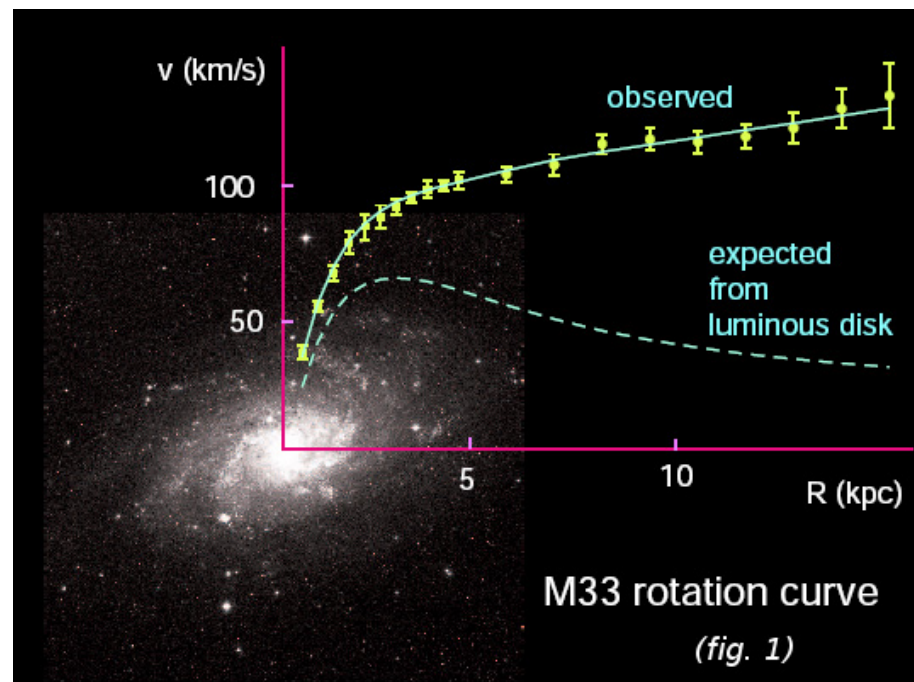 v (km/s)
observed
100
expected
from
luminous disk
50
5
10
R (kpc)
M33 rotation curve
(fig. 1)